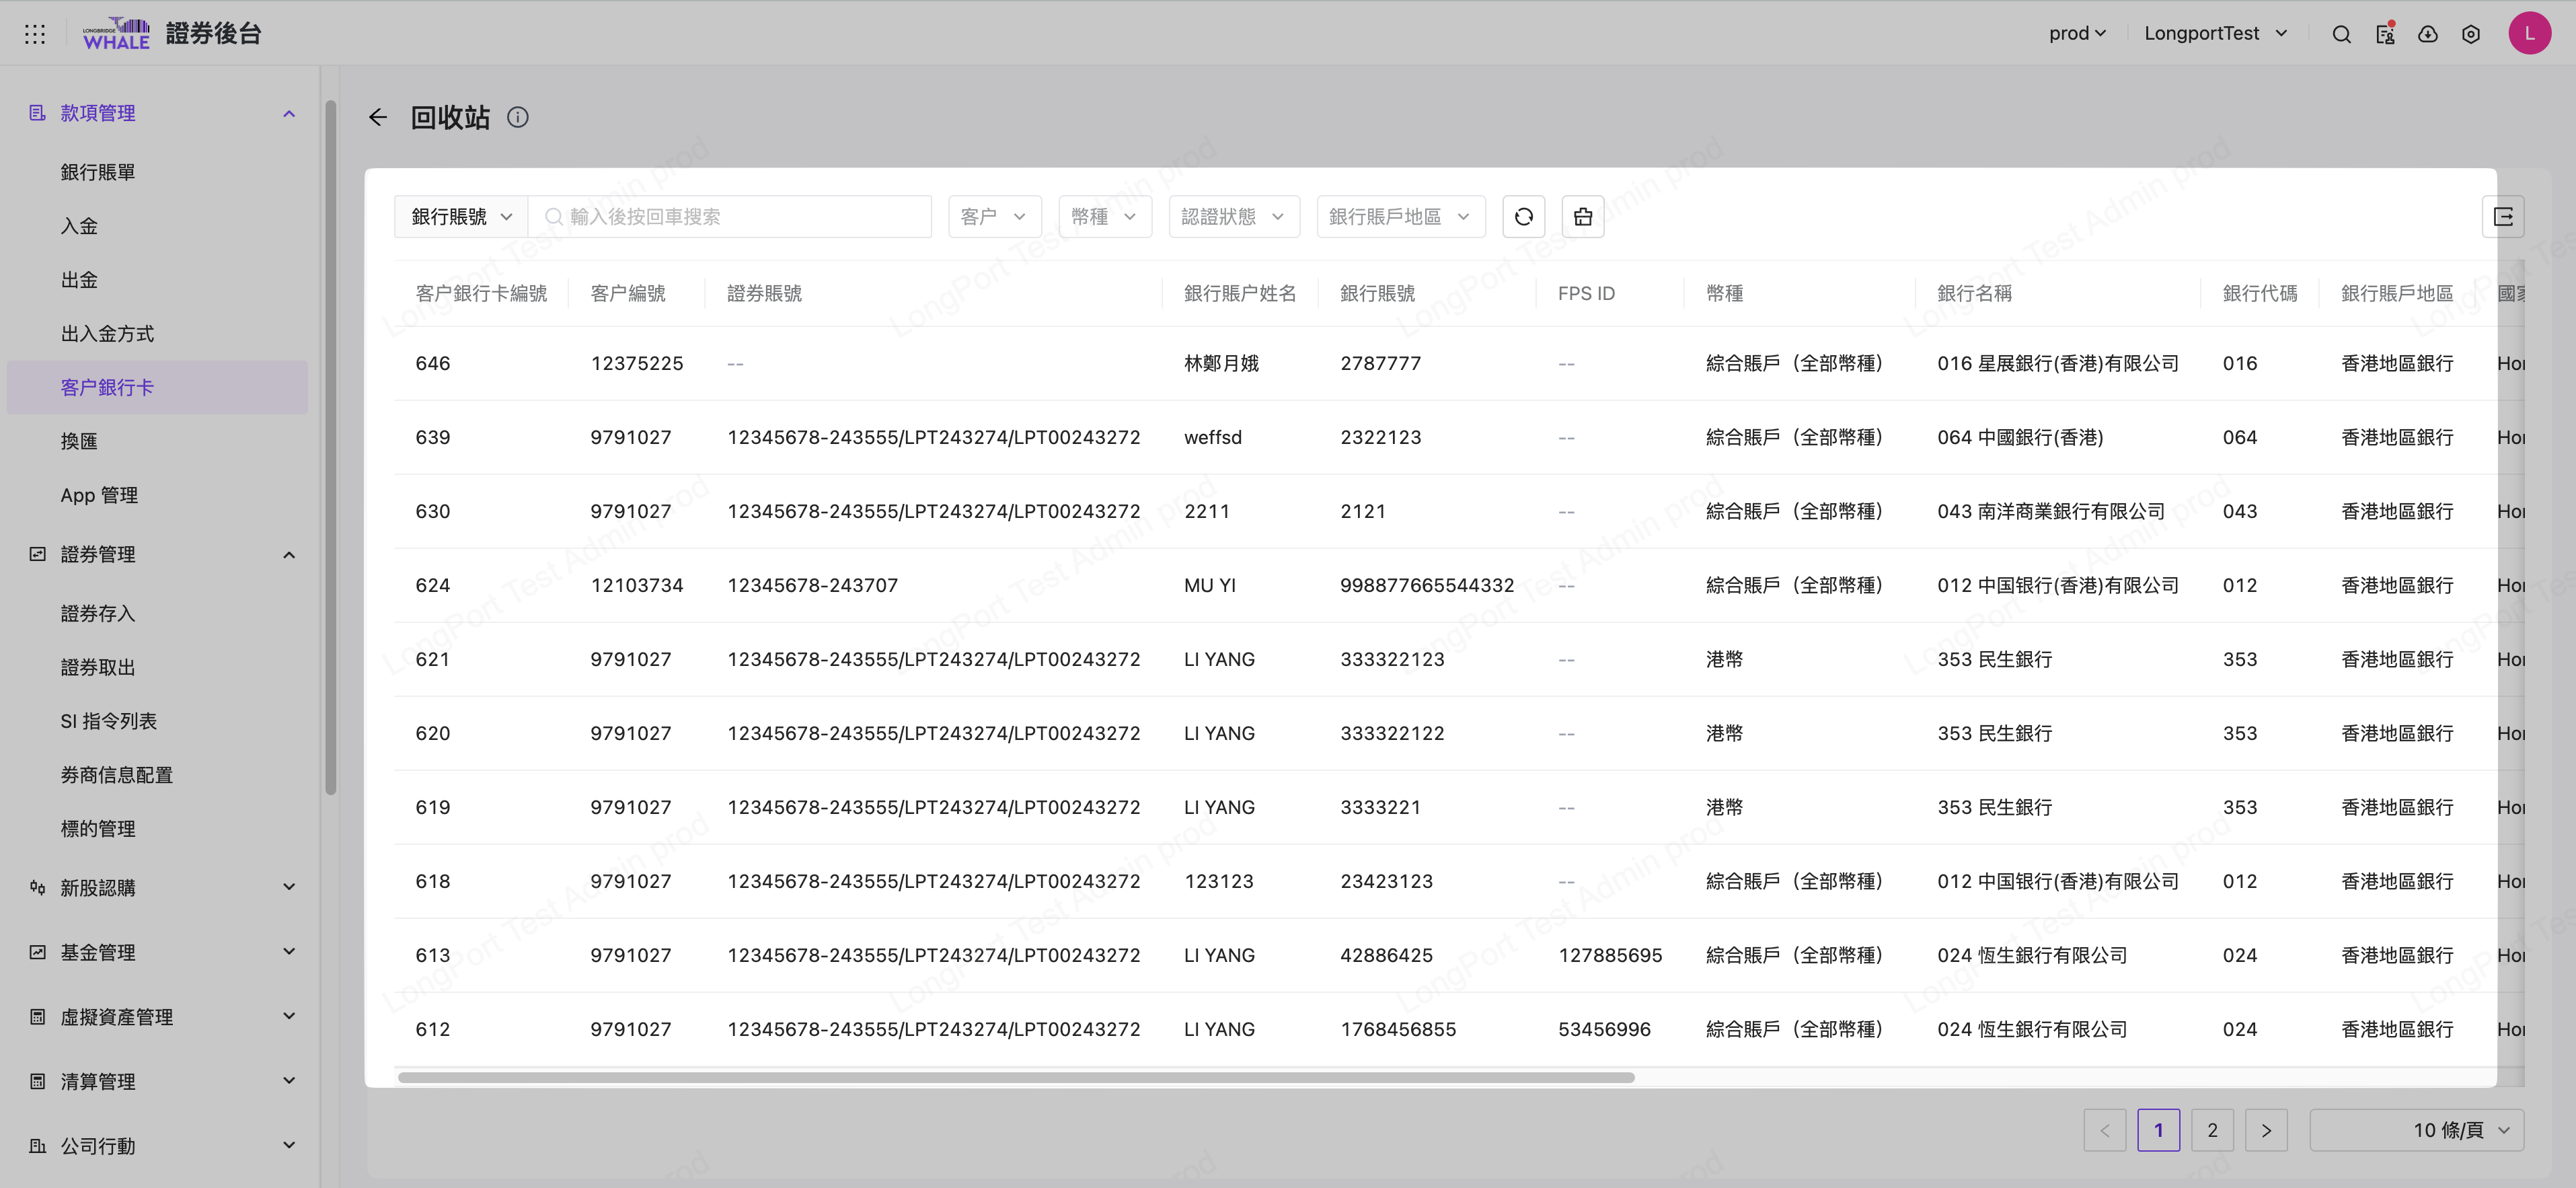 LONGBRIDGE WHALE 證券後台 prod LongportTest L
款項管理
銀行賬單
入金
出金
出入金方式
客户銀行卡
換匯
App 管理
證券管理
證券存入
證券取出
SI 指令列表
券商信息配置
標的管理
新股認購
基金管理
虛擬資產管理
清算管理
公司行動
回收站
銀行賬號 輸入後按回車搜索 客户 幣種 認證狀態 銀行賬戶地區
客户銀行卡編號 客户編號 證券賬號 銀行賬户姓名 銀行賬號 FPS ID 幣種 銀行名稱 銀行代碼 銀行賬戶地區 國家
646 12375225 -- 林鄭月娥 2787777 -- 綜合賬戶（全部幣種） 016 星展銀行(香港)有限公司 016 香港地區銀行 Hon
639 9791027 12345678-243555/LPT243274/LPT00243272 weffsd 2322123 -- 綜合賬戶（全部幣種） 064 中國銀行(香港) 064 香港地區銀行 Hon
630 9791027 12345678-243555/LPT243274/LPT00243272 2211 2121 -- 綜合賬戶（全部幣種） 043 南洋商業銀行有限公司 043 香港地區銀行 Hon
624 12103734 12345678-243707 MU YI 998877665544332 -- 綜合賬戶（全部幣種） 012 中国银行(香港)有限公司 012 香港地區銀行 Hon
621 9791027 12345678-243555/LPT243274/LPT00243272 LI YANG 333322123 -- 港幣 353 民生銀行 353 香港地區銀行 Hon
620 9791027 12345678-243555/LPT243274/LPT00243272 LI YANG 333322122 -- 港幣 353 民生銀行 353 香港地區銀行 Hon
619 9791027 12345678-243555/LPT243274/LPT00243272 LI YANG 3333221 -- 港幣 353 民生銀行 353 香港地區銀行 Hon
618 9791027 12345678-243555/LPT243274/LPT00243272 123123 23423123 -- 綜合賬戶（全部幣種） 012 中国银行(香港)有限公司 012 香港地區銀行 Hon
613 9791027 12345678-243555/LPT243274/LPT00243272 LI YANG 42886425 127885695 綜合賬戶（全部幣種） 024 恆生銀行有限公司 024 香港地區銀行 Hon
612 9791027 12345678-243555/LPT243274/LPT00243272 LI YANG 1768456855 53456996 綜合賬戶（全部幣種） 024 恆生銀行有限公司 024 香港地區銀行 Hon
1 2 10 條/頁
LongPort Test Admin prod